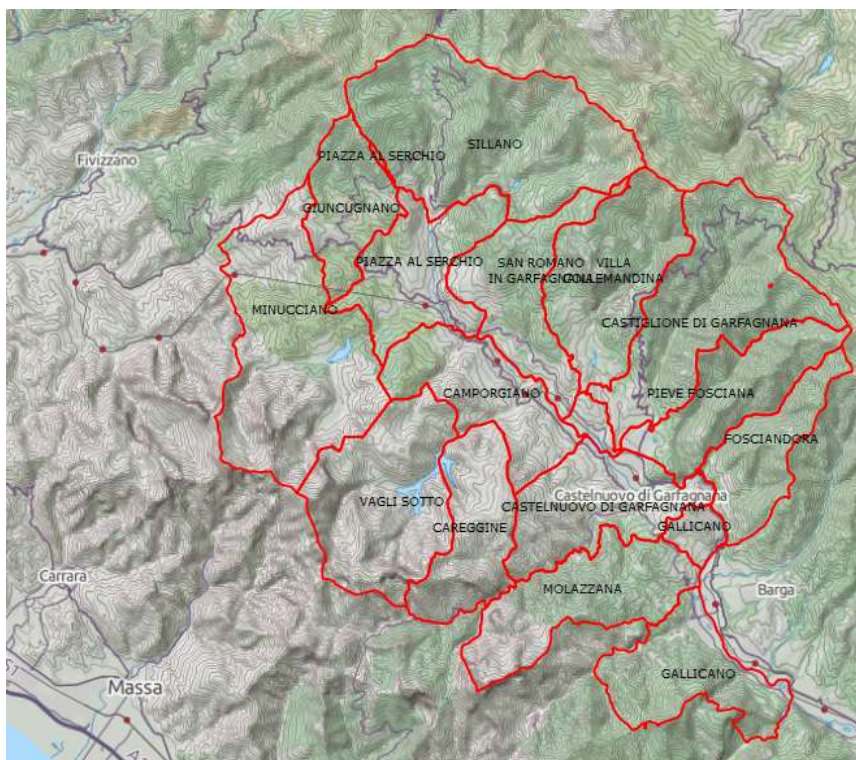 SILLANO
PIAZZA AL SERCHIO
Fivizzano
GIUNCUGNANO
PIAZZA AL SERCHIO
SAN ROMANO
IN GARFAGNANA
VILLA
COLLEMANDINA
MINUCCIANO
CASTIGLIONE DI GARFAGNANA
CAMPORGIANO
PIEVE FOSCIANA
FOSCIANDORA
VAGLI SOTTO
Castelnuovo di Garfagnana
CASTELNUOVO DI GARFAGNANA
CAREGGINE
GALLICANO
Carrara
MOLAZZANA
Barga
GALLICANO
Massa